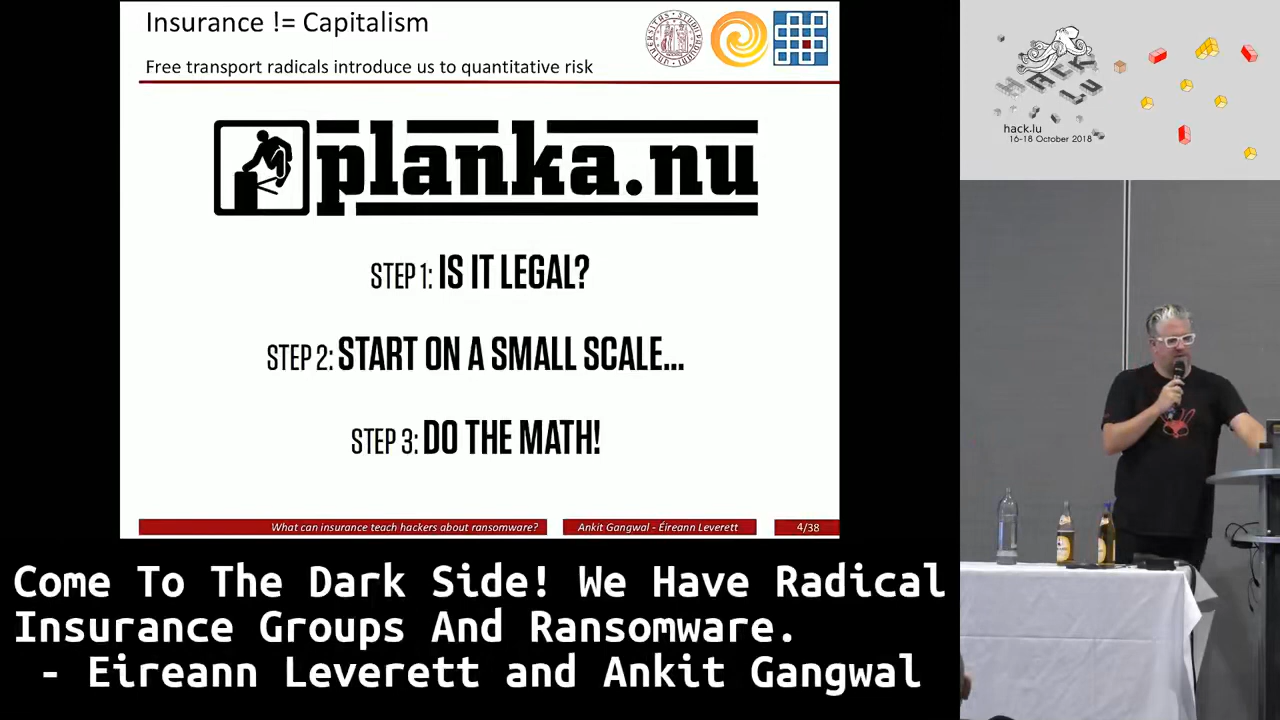 Insurance != Capitalism
Free transport radicals introduce us to quantitative risk
planka.nu
STEP 1: IS IT LEGAL?
STEP 2: START ON A SMALL SCALE...
STEP 3: DO THE MATH!
What can insurance teach hackers about ransomware?
Ankit Gangwal - Éireann Leverett
4/38
HACK.LU
hack.lu
16-18 October 2018
Come To The Dark Side! We Have Radical
Insurance Groups And Ransomware.
- Eireann Leverett and Ankit Gangwal